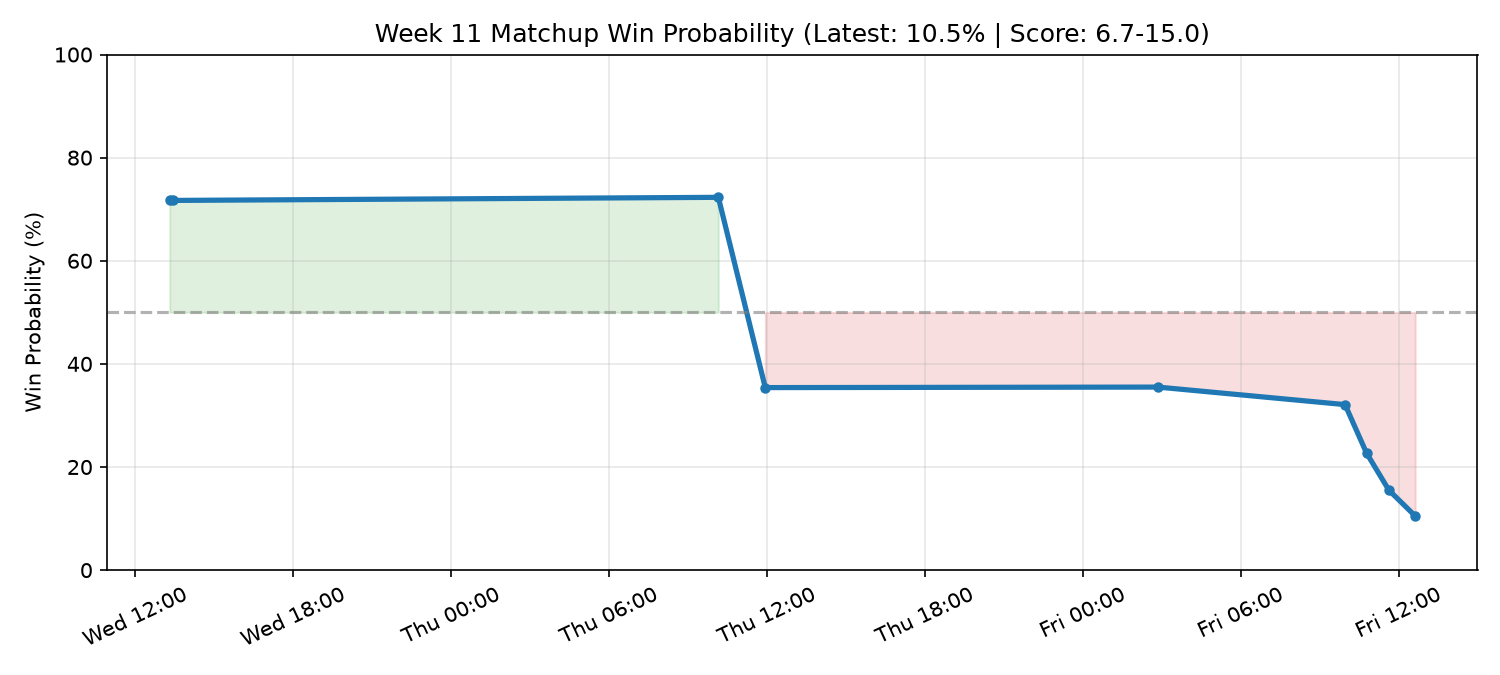 Week 11 Matchup Win Probability (Latest: 10.5% | Score: 6.7-15.0)
Win Probability (%)
100
80
60
40
20
0
Wed 12:00
Wed 18:00
Thu 00:00
Thu 06:00
Thu 12:00
Thu 18:00
Fri 00:00
Fri 06:00
Fri 12:00